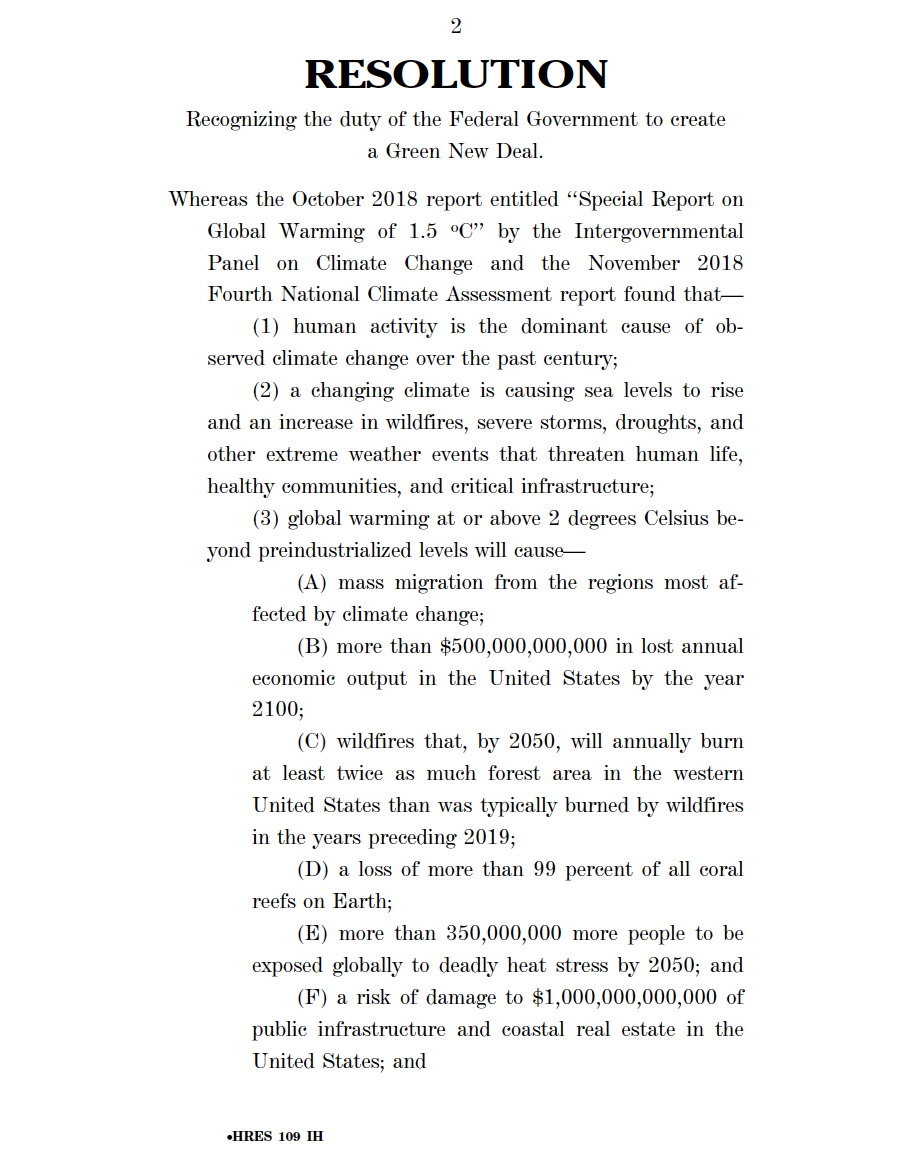 2
RESOLUTION
Recognizing the duty of the Federal Government to create
a Green New Deal.
Whereas the October 2018 report entitled ‘‘Special Report on
Global Warming of 1.5 ºC’’ by the Intergovernmental
Panel on Climate Change and the November 2018
Fourth National Climate Assessment report found that—
(1) human activity is the dominant cause of ob-
served climate change over the past century;
(2) a changing climate is causing sea levels to rise
and an increase in wildfires, severe storms, droughts, and
other extreme weather events that threaten human life,
healthy communities, and critical infrastructure;
(3) global warming at or above 2 degrees Celsius be-
yond preindustrialized levels will cause—
(A) mass migration from the regions most af-
fected by climate change;
(B) more than $500,000,000,000 in lost annual
economic output in the United States by the year
2100;
(C) wildfires that, by 2050, will annually burn
at least twice as much forest area in the western
United States than was typically burned by wildfires
in the years preceding 2019;
(D) a loss of more than 99 percent of all coral
reefs on Earth;
(E) more than 350,000,000 more people to be
exposed globally to deadly heat stress by 2050; and
(F) a risk of damage to $1,000,000,000,000 of
public infrastructure and coastal real estate in the
United States; and
•HRES 109 IH